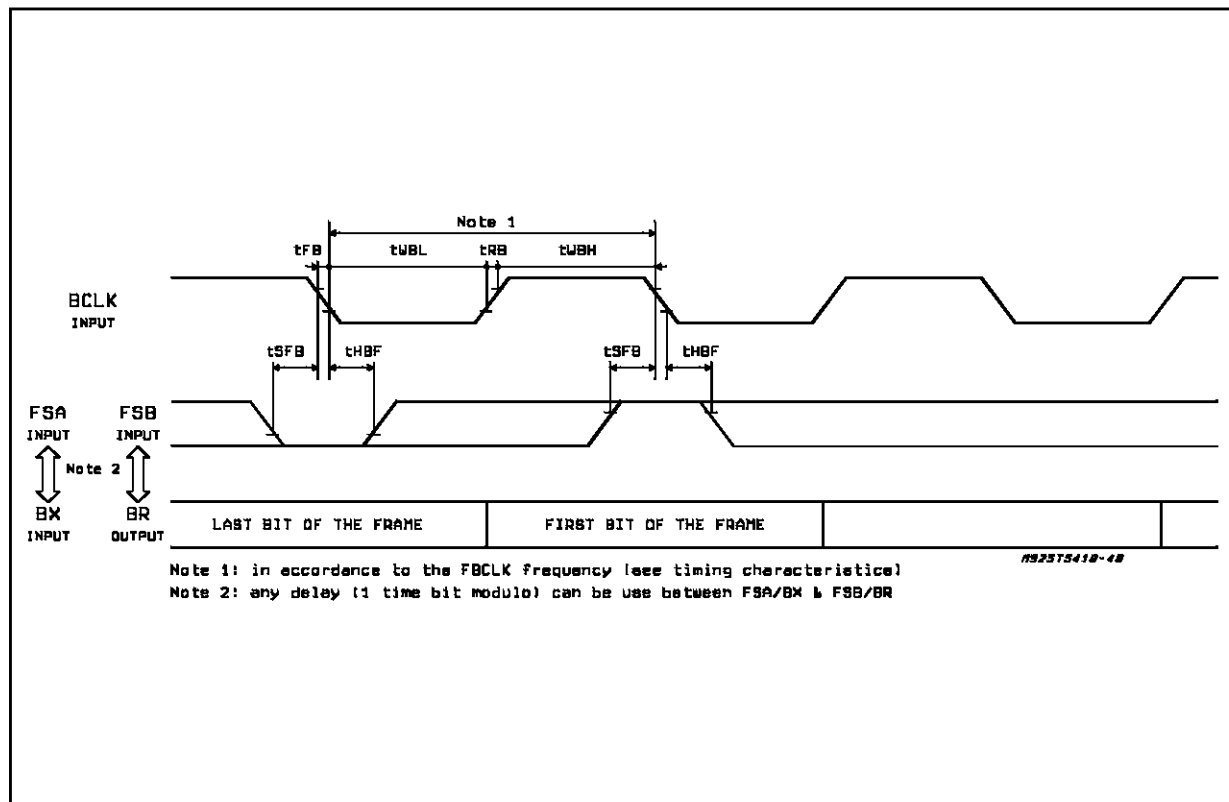 Note 1
tFB tWBL tRB tWBH
BCLK
INPUT
tSFB tHBF tSFB tHBF
FSA FSB
INPUT INPUT
Note 2
BX BR
INPUT OUTPUT
LAST BIT OF THE FRAME FIRST BIT OF THE FRAME
M92ST5410-40
Note 1: in accordance to the FBCLK frequency (see timing characteristics)
Note 2: any delay (1 time bit modulo) can be use between FSA/BX & FSB/BR